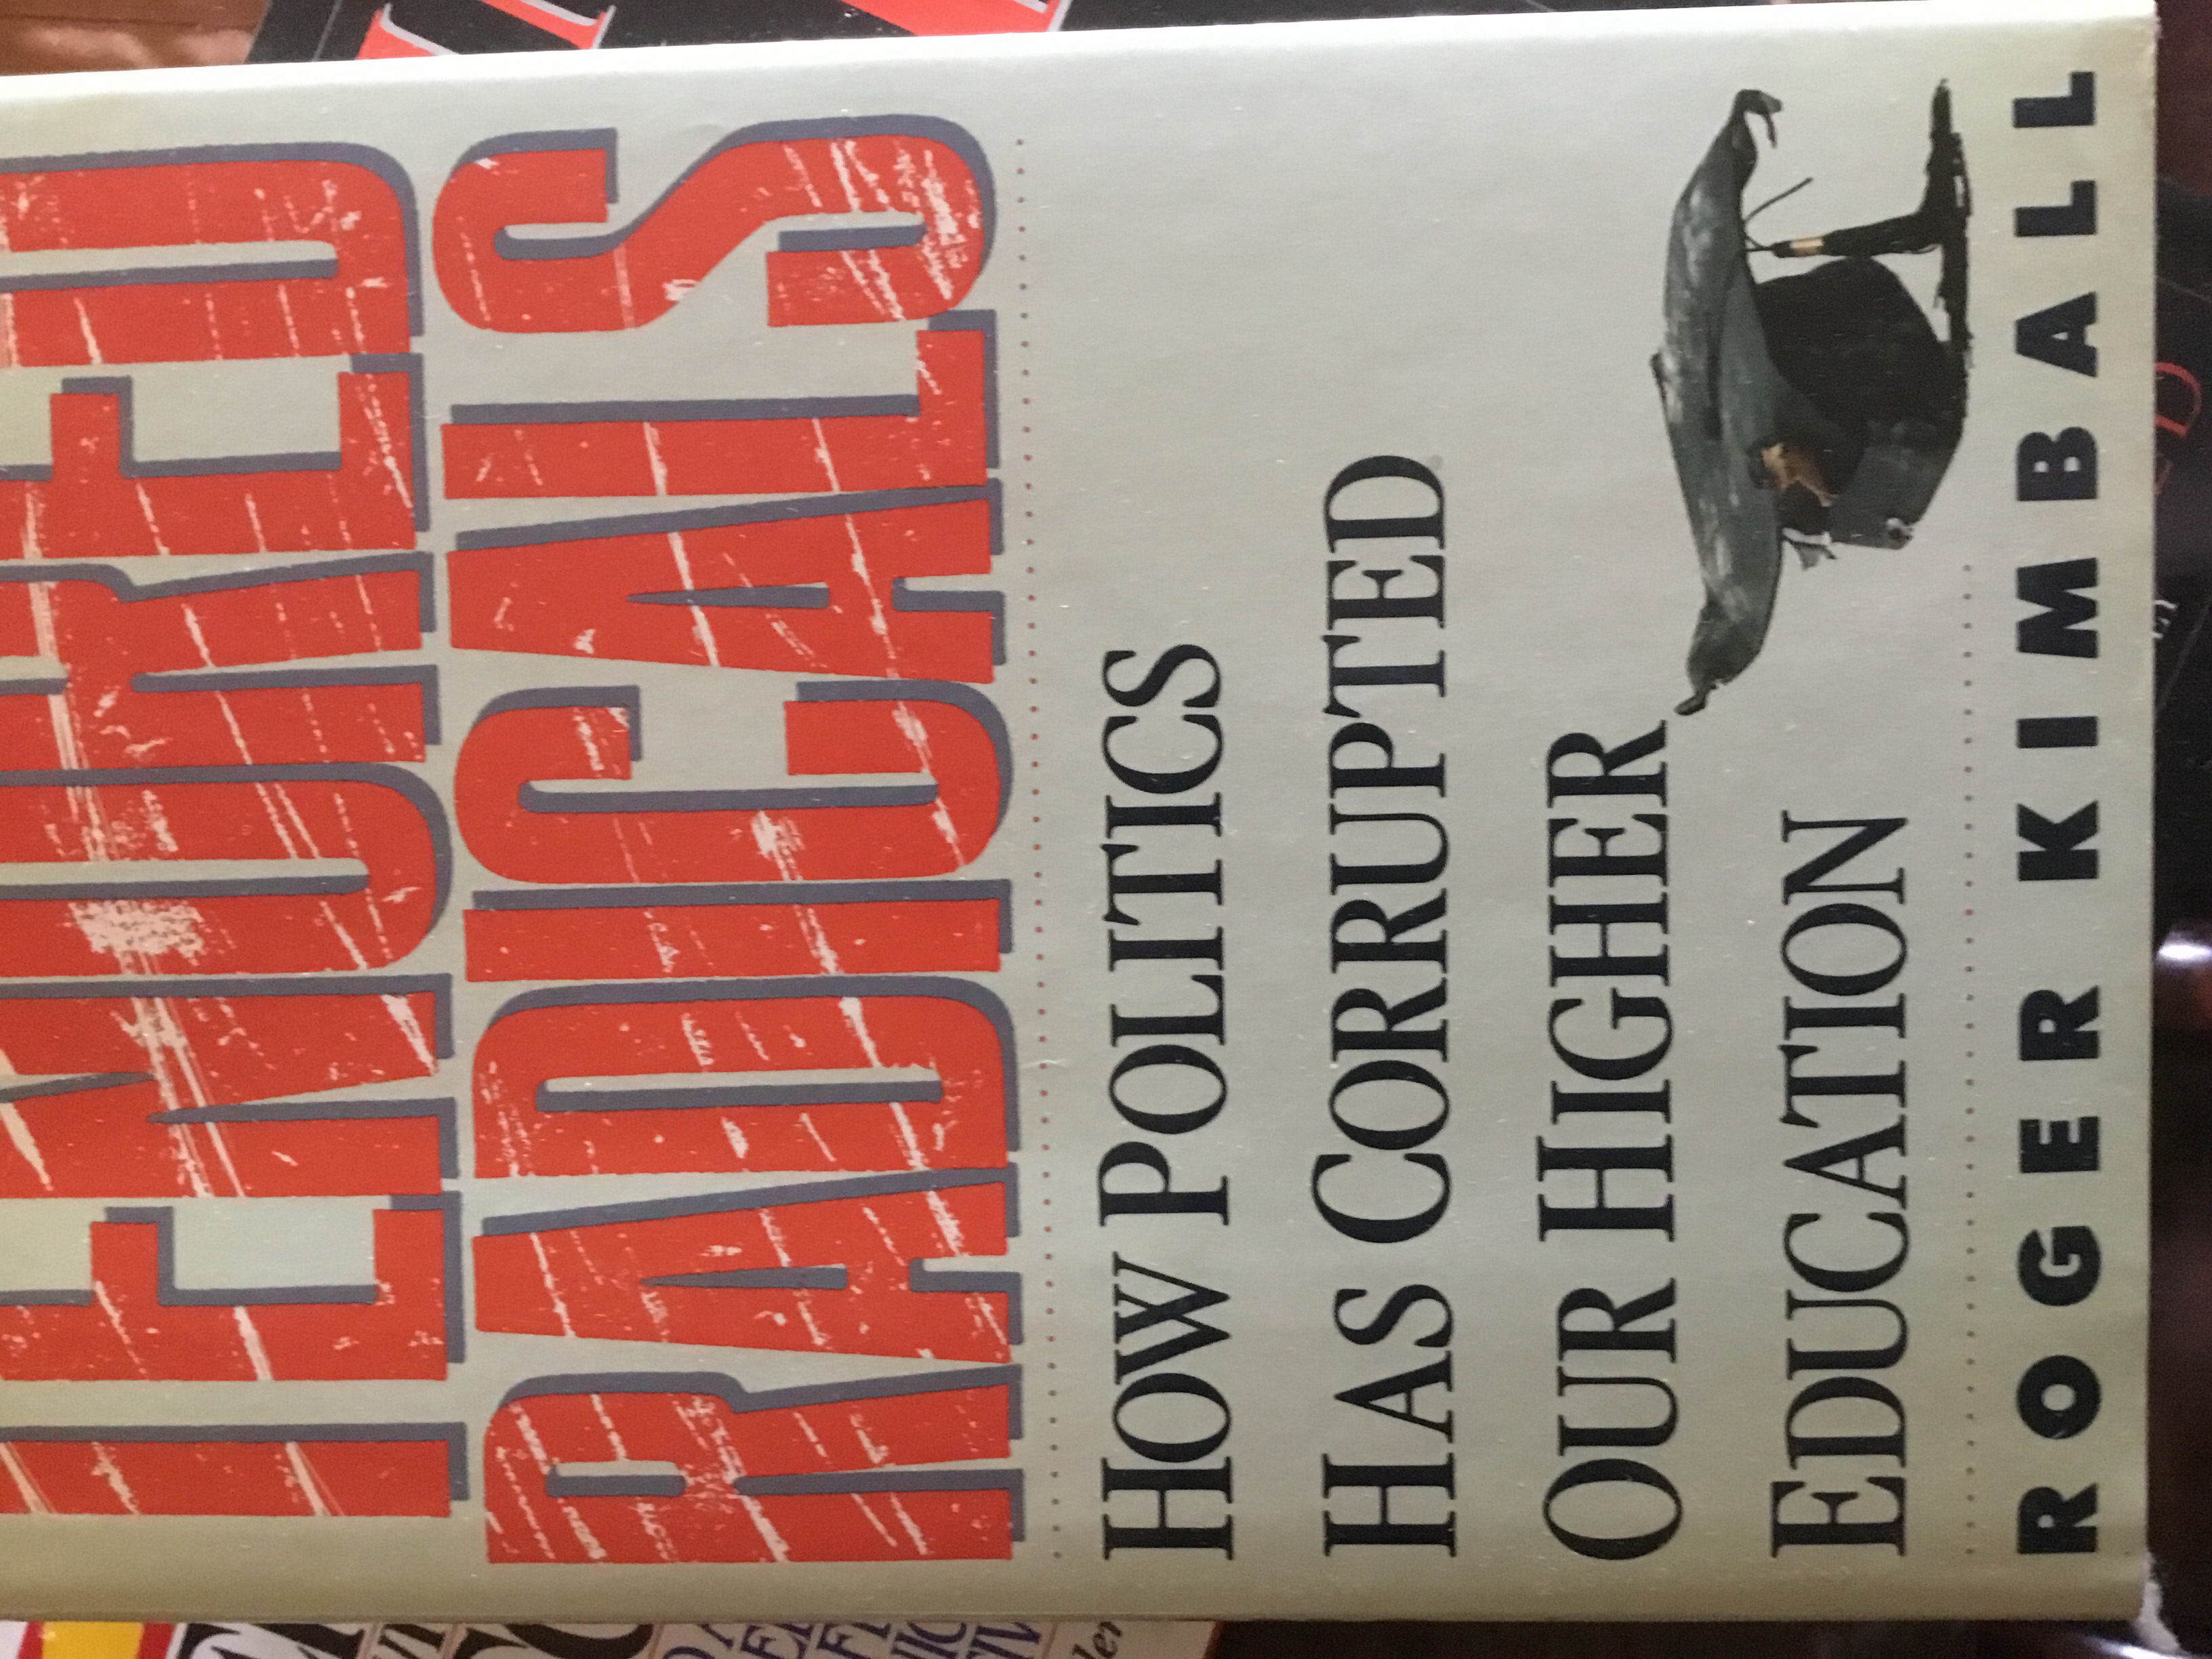 TENURED
RADICALS
HOW POLITICS
HAS CORRUPTED
OUR HIGHER
EDUCATION
ROGER KIMBALL